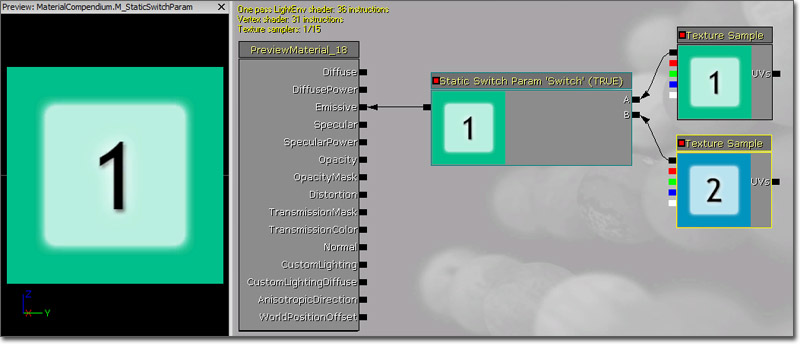 Preview: MaterialCompendium.M_StaticSwitchParam
1
Z
Y
X
One pass LightEnv shader: 36 instructions
Vertex shader: 31 instructions
Texture samplers: 1/15
PreviewMaterial_18
Diffuse
DiffusePower
Emissive
Specular
SpecularPower
Opacity
OpacityMask
Distortion
TransmissionMask
TransmissionColor
Normal
CustomLighting
CustomLightingDiffuse
AnisotropicDirection
WorldPositionOffset
Static Switch Param 'Switch' (TRUE)
1
A
B
Texture Sample
1
UVs
Texture Sample
2
UVs